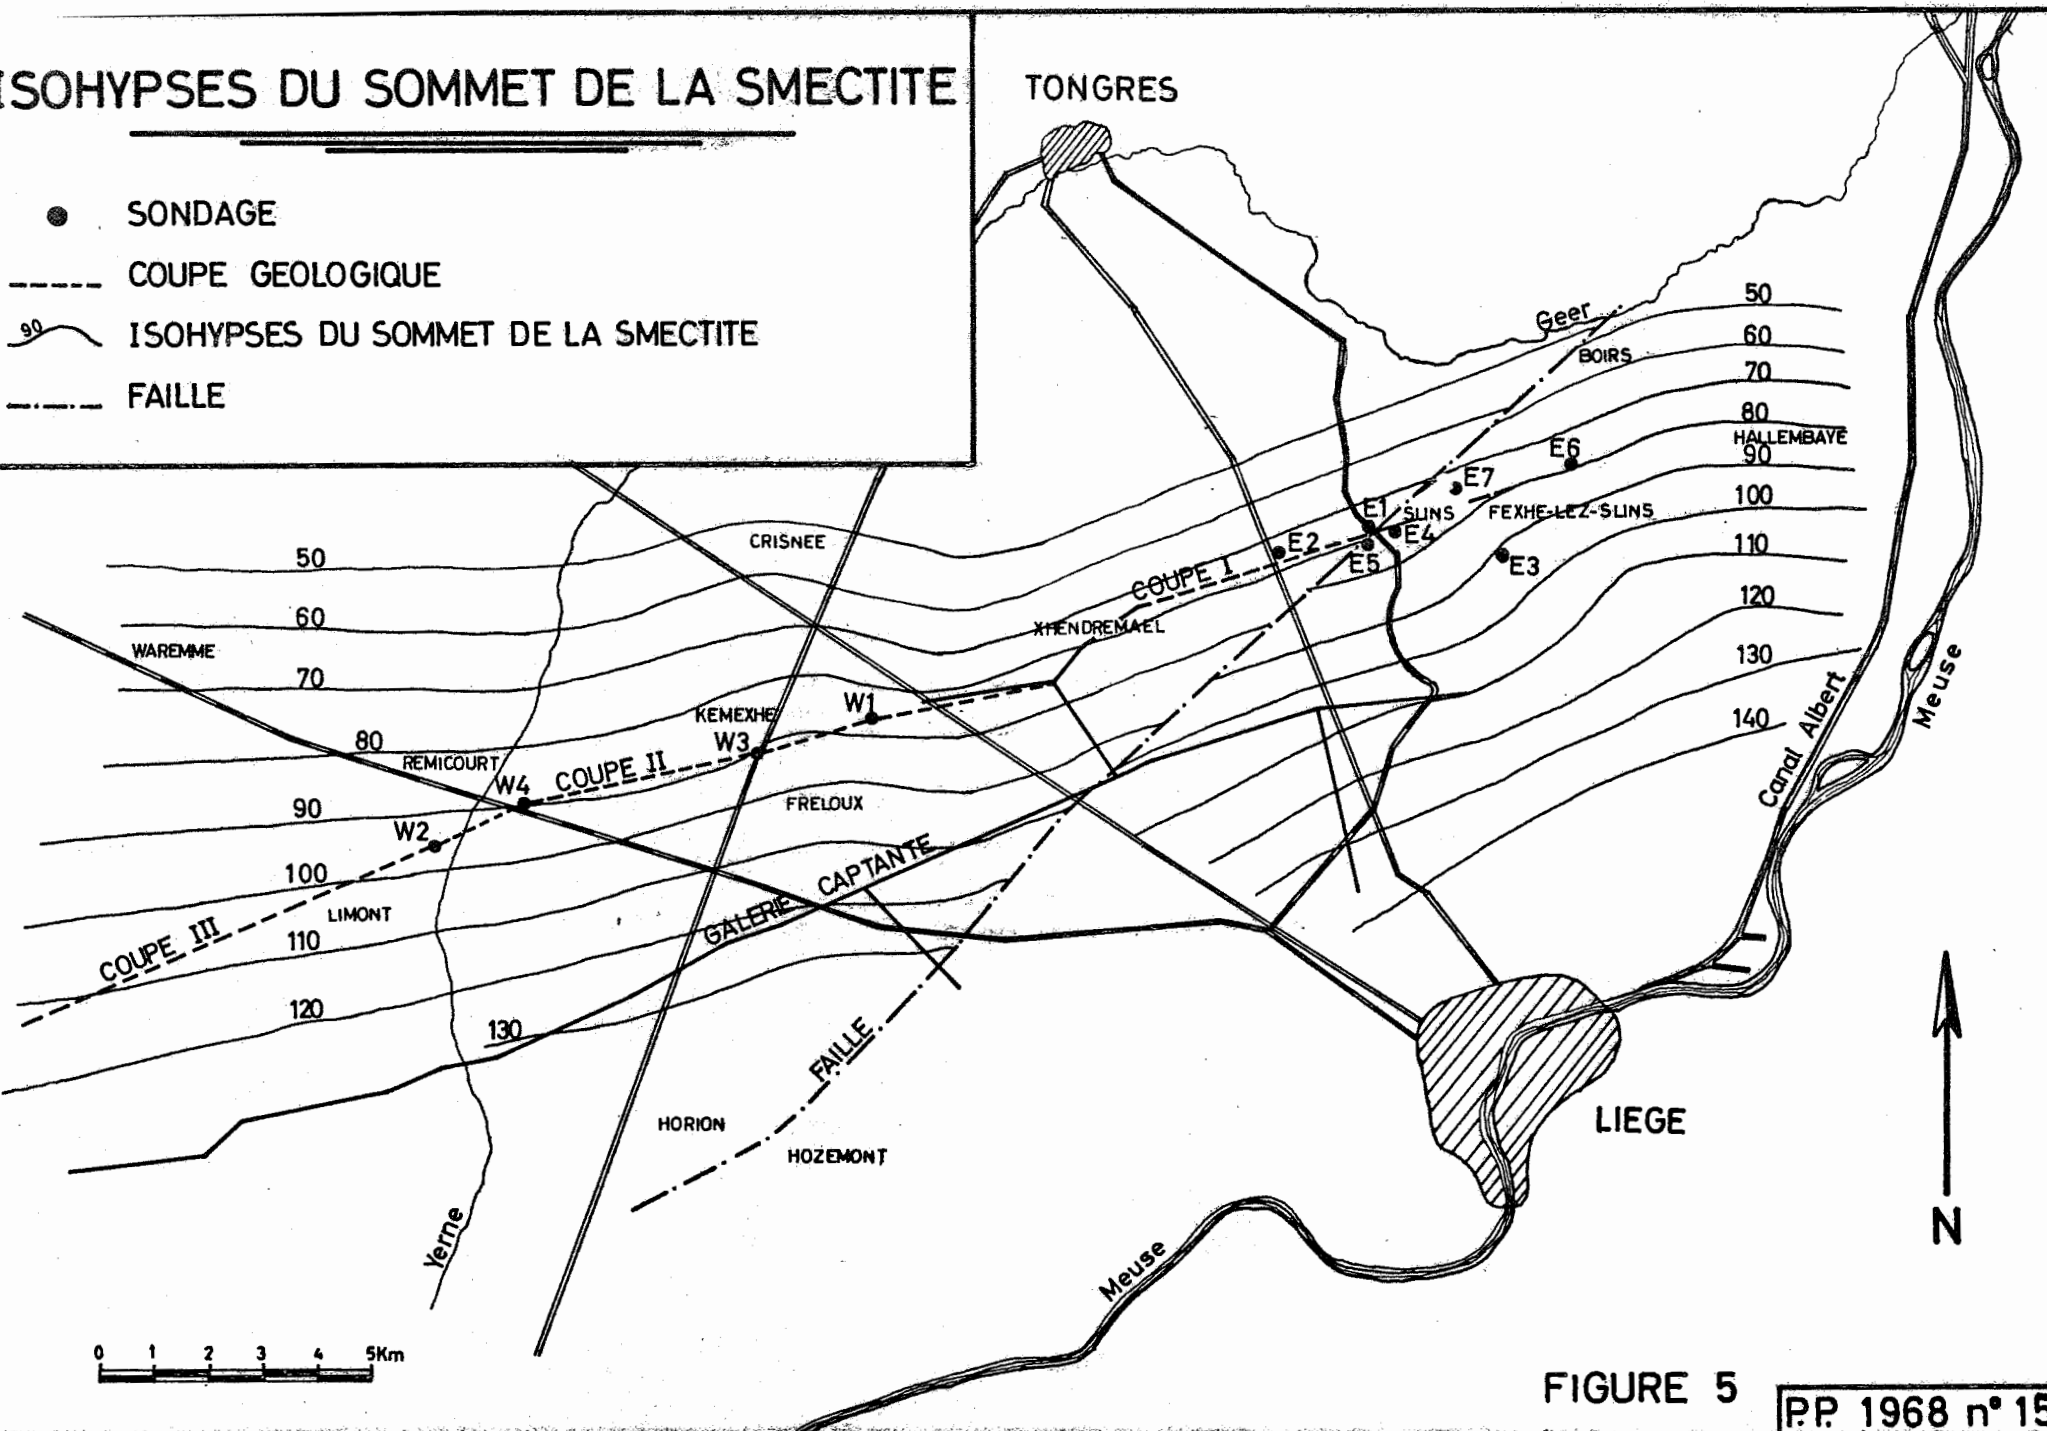 ISOHYPSES DU SOMMET DE LA SMECTITE
SONDAGE
COUPE GEOLOGIQUE
90 ISOHYPSES DU SOMMET DE LA SMECTITE
FAILLE
TONGRES
Geer
BOIRS
50
60
70
80
HALLEMBAYE
90
100
110
120
130
140
E6
E7
E1
SLINS
FEXHE-LEZ-SLINS
E4
E2
E5
E3
COUPE I
XHENDREMAEL
CRISNEE
50
60
WAREMME
70
80
REMICOURT
KEMEXHE
W1
W3
COUPE II
W4
W2
90
FRELOUX
100
LIMONT
COUPE III
110
120
130
GALERIE CAPTANTE
FAILLE
HORION
HOZEMONT
Yerne
Meuse
Canal Albert
Meuse
LIEGE
N
0 1 2 3 4 5Km
FIGURE 5
P.P. 1968 n° 15